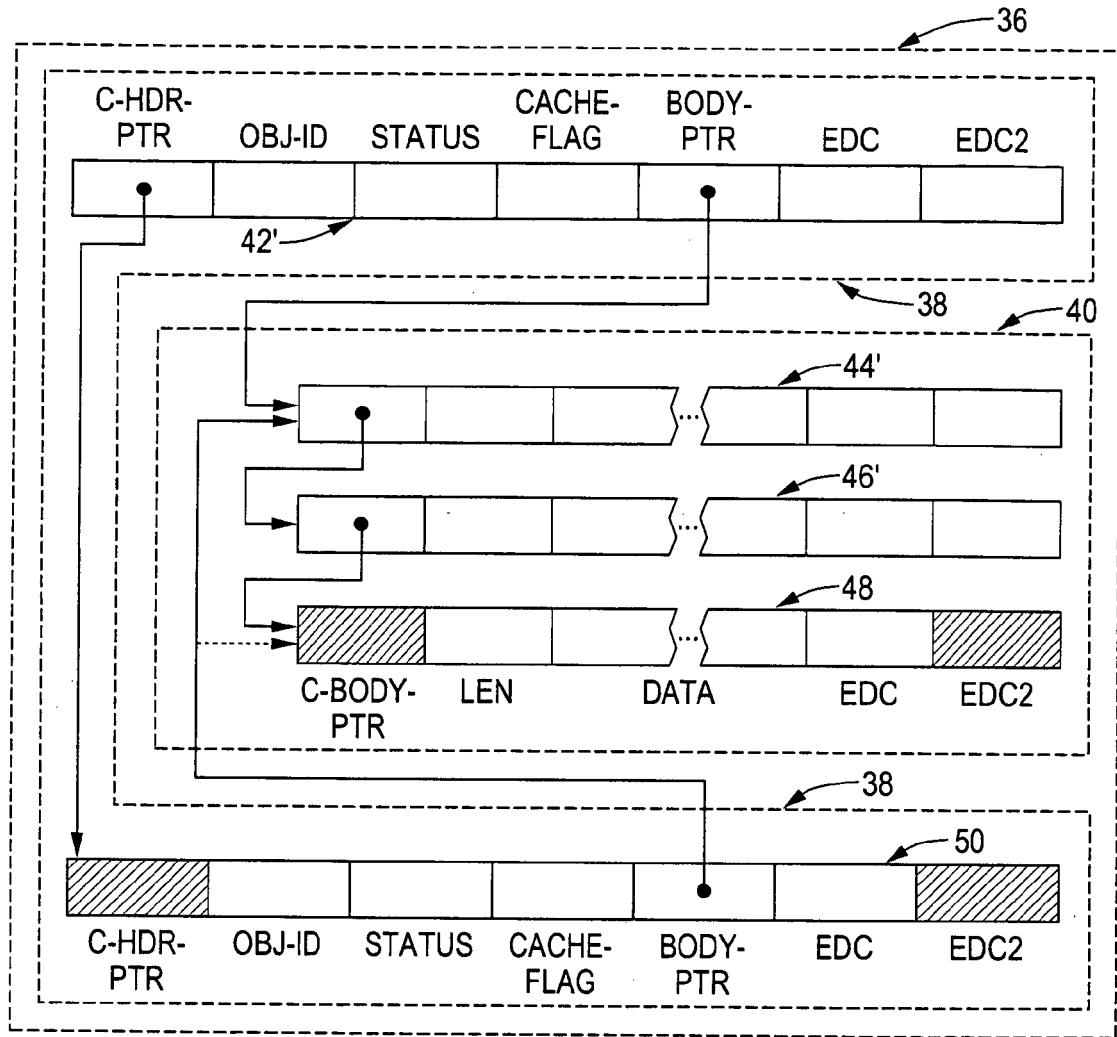 36
C-HDR-
PTR
OBJ-ID
STATUS
CACHE-
FLAG
BODY-
PTR
EDC
EDC2
42'
38
40
44'
...
46'
...
48
...
C-BODY-
PTR
LEN
DATA
EDC
EDC2
38
50
C-HDR-
PTR
OBJ-ID
STATUS
CACHE-
FLAG
BODY-
PTR
EDC
EDC2